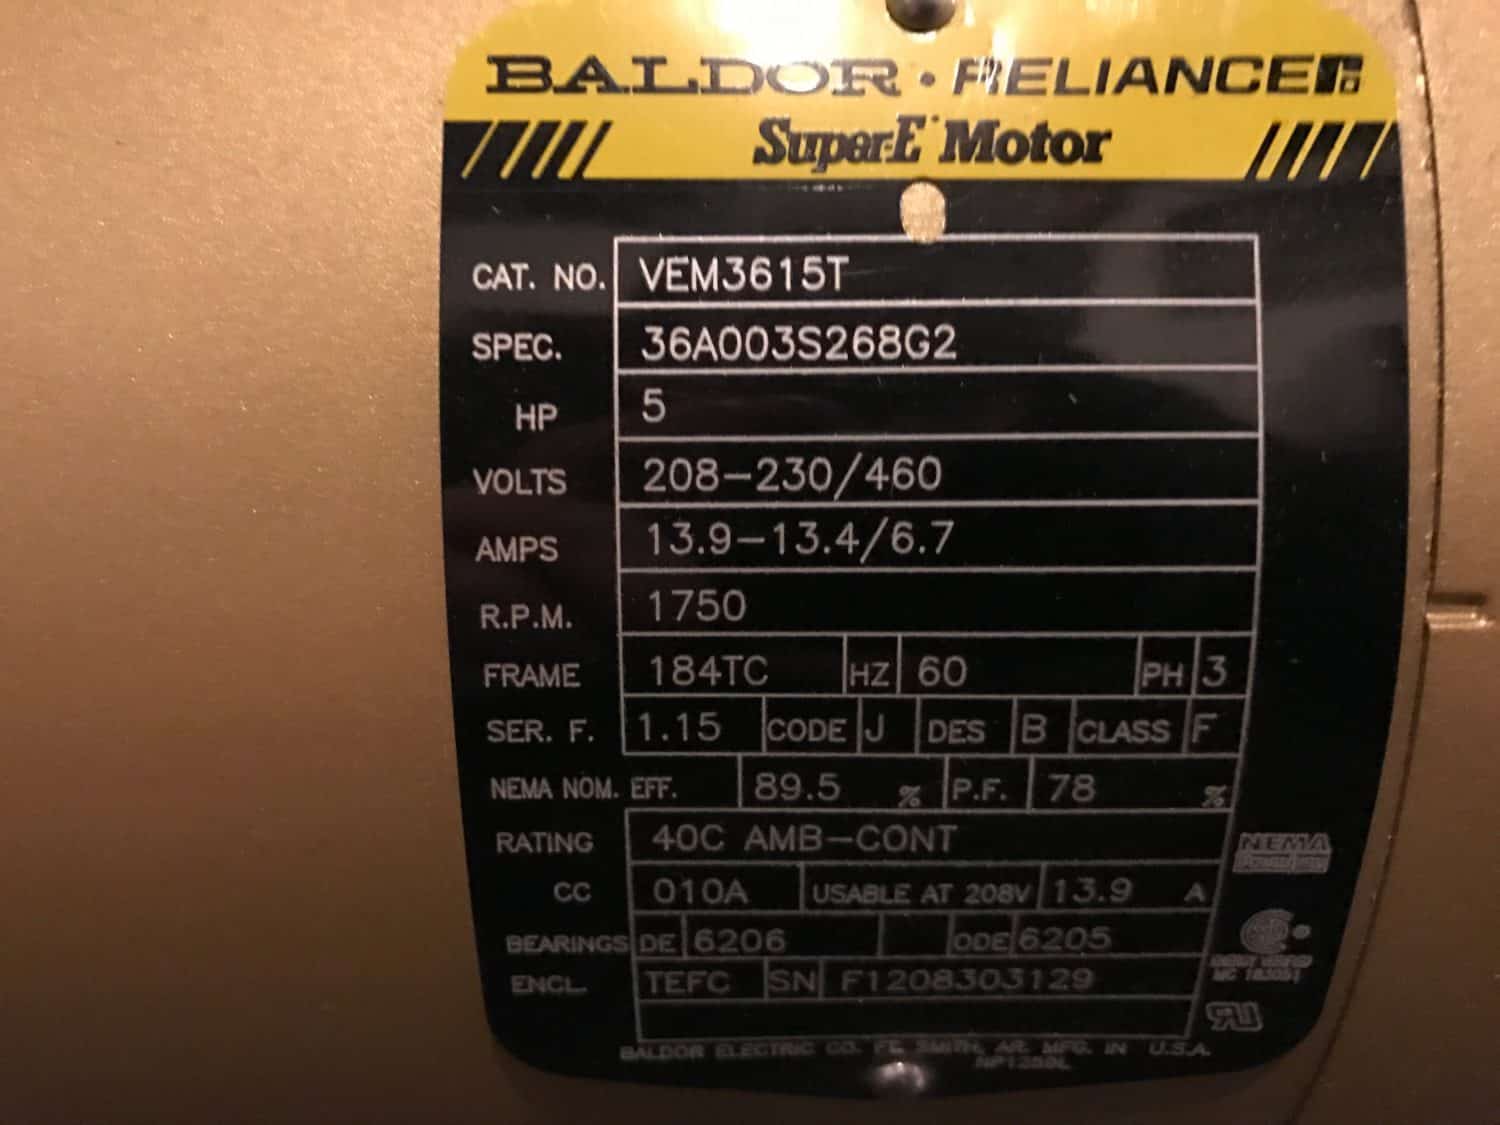 BALDOR • RELIANCE
Super-E Motor
CAT. NO. VEM3615T
SPEC. 36A003S268G2
HP 5
VOLTS 208-230/460
AMPS 13.9-13.4/6.7
R.P.M. 1750
FRAME 184TC HZ 60 PH 3
SER. F. 1.15 CODE J DES B CLASS F
NEMA NOM. EFF. 89.5 % P.F. 78 %
RATING 40C AMB-CONT
NEMA
Premium
CC 010A USABLE AT 208V 13.9 A
BEARINGS DE 6206 ODE 6205
ENCL. TEFC SN F1208303129
BALDOR ELECTRIC CO. FT. SMITH, AR. MFG. IN U.S.A.